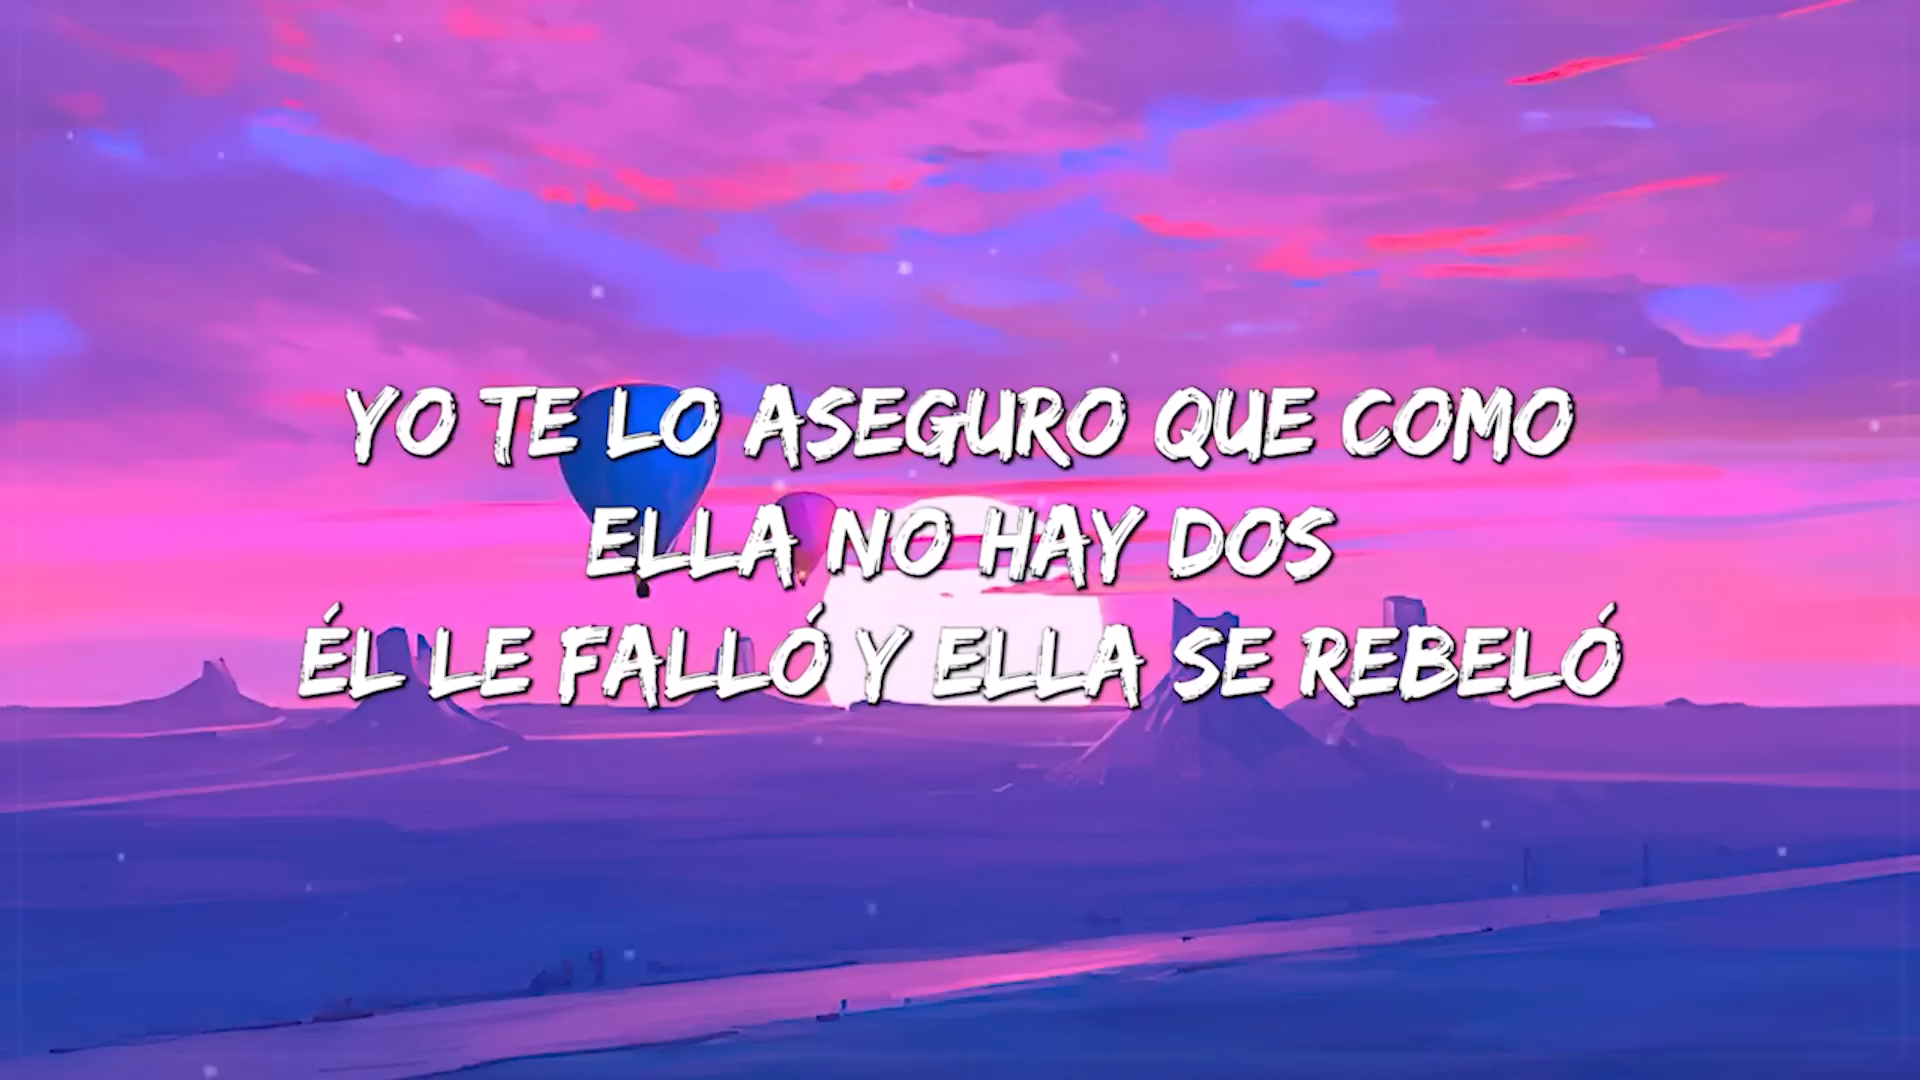 YO TE LO ASEGURO QUE COMO
ELLA NO HAY DOS
ÉL LE FALLÓ Y ELLA SE REBELÓ